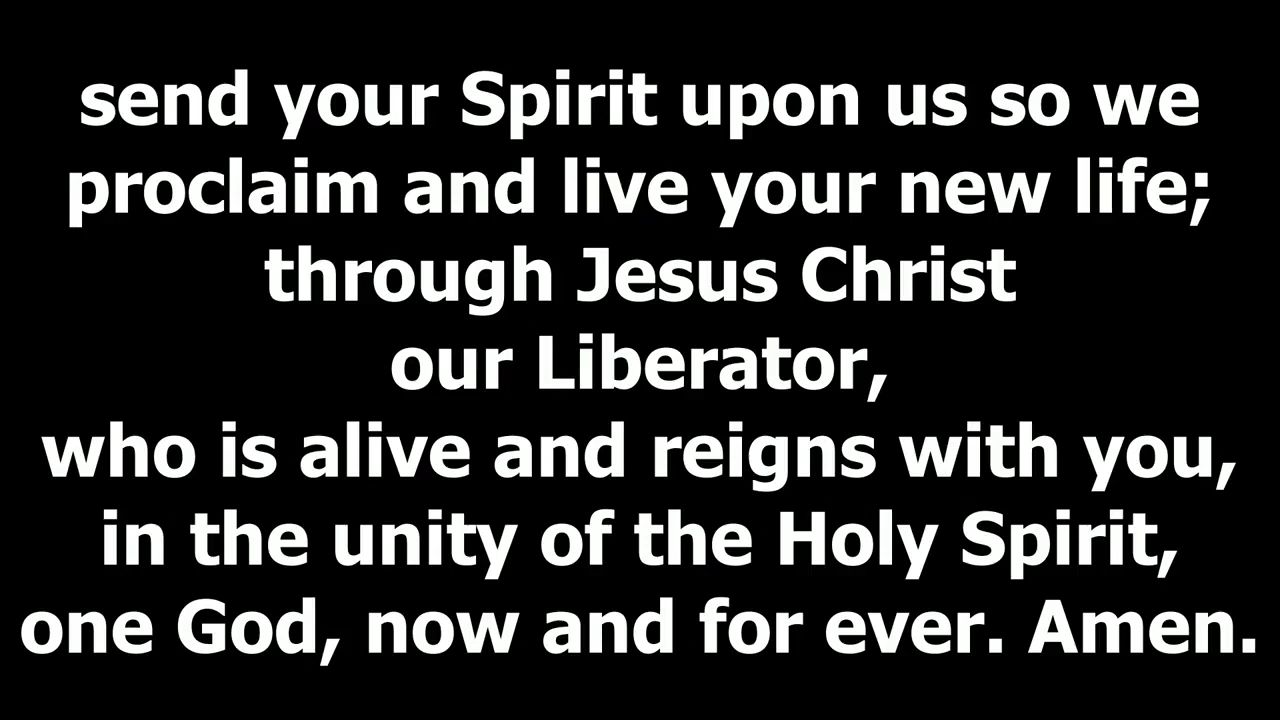 send your Spirit upon us so we
proclaim and live your new life;
through Jesus Christ
our Liberator,
who is alive and reigns with you,
in the unity of the Holy Spirit,
one God, now and for ever. Amen.